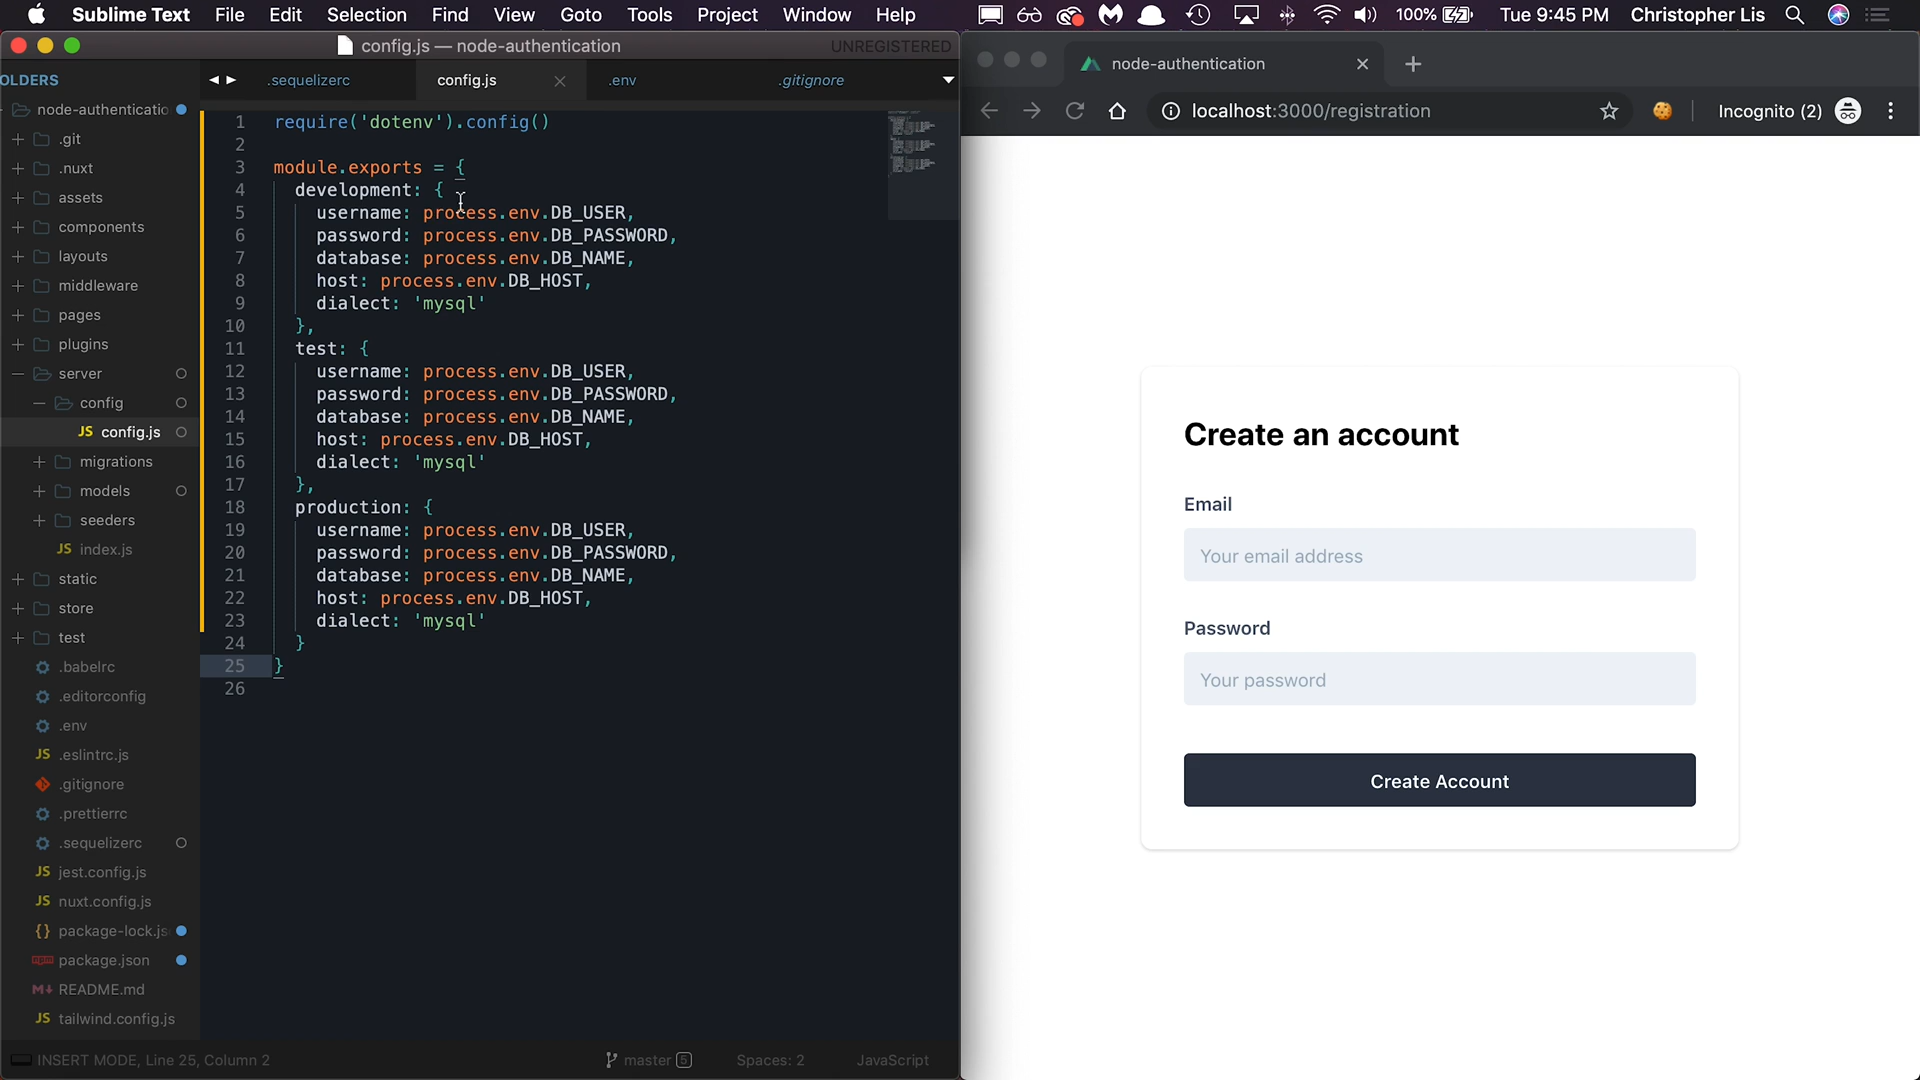 Sublime Text File Edit Selection Find View Goto Tools Project Window Help 100% Tue 9:45 PM Christopher Lis
config.js — node-authentication UNREGISTERED
OLDERS
node-authenticatio
.git
.nuxt
assets
components
layouts
middleware
pages
plugins
server
config
JS config.js
migrations
models
seeders
JS index.js
static
store
test
.babelrc
.editorconfig
.env
JS .eslintrc.js
.gitignore
.prettierrc
.sequelizerc
JS jest.config.js
JS nuxt.config.js
{} package-lock.js
package.json
M↓ README.md
JS tailwind.config.js
.sequelizerc config.js .env .gitignore
1 require('dotenv').config()
2
3 module.exports = {
4 development: {
5 username: process.env.DB_USER,
6 password: process.env.DB_PASSWORD,
7 database: process.env.DB_NAME,
8 host: process.env.DB_HOST,
9 dialect: 'mysql'
10 },
11 test: {
12 username: process.env.DB_USER,
13 password: process.env.DB_PASSWORD,
14 database: process.env.DB_NAME,
15 host: process.env.DB_HOST,
16 dialect: 'mysql'
17 },
18 production: {
19 username: process.env.DB_USER,
20 password: process.env.DB_PASSWORD,
21 database: process.env.DB_NAME,
22 host: process.env.DB_HOST,
23 dialect: 'mysql'
24 }
25 }
26
INSERT MODE, Line 25, Column 2 master 5 Spaces: 2 JavaScript
node-authentication
localhost:3000/registration Incognito (2)
Create an account
Email
Your email address
Password
Your password
Create Account